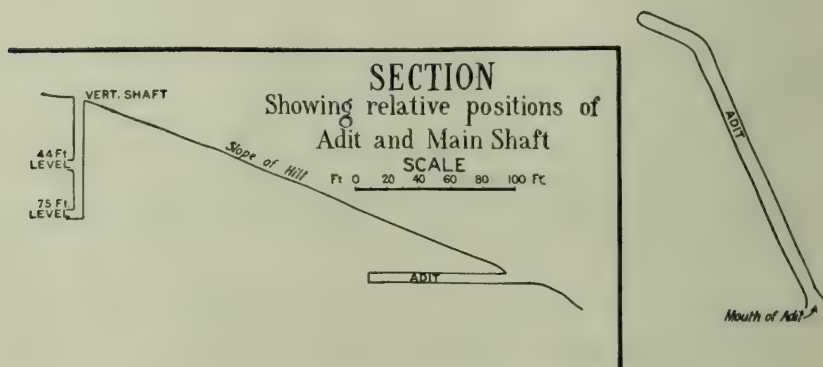 SECTION
Showing relative positions of
Adit and Main Shaft
SCALE
Ft 0 20 40 60 80 100 Ft.
VERT. SHAFT
44 Ft
LEVEL
75 Ft.
LEVEL
Slope of Hill
ADIT
ADIT
Mouth of Adit